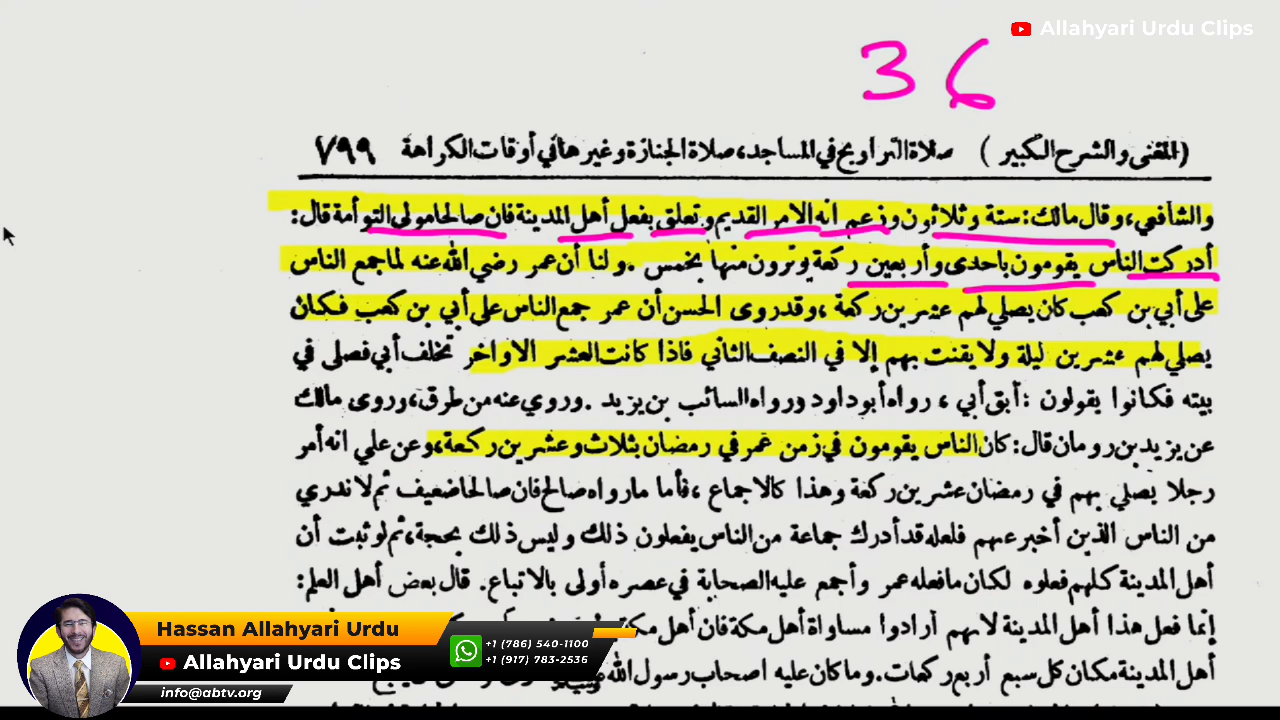 Allahyari Urdu Clips
36
(المغنى والشرح الكبير) صلاة التراويح في المساجد، صلاة الجنازة وغيرها في أوقات الكراهة ٧٩٩
والشافعي، وقال مالك: ستة وثلاثون وزعم انه الامر القديم وتعلق بفعل أهل المدينة فان صالحا مولى التوأمة قال:
أدركت الناس يقومون باحدى وأربعين ركعة وترون منها بخمس. ولنا أن عمر رضي الله عنه لما جمع الناس
على أبي بن كعب كان يصلي لهم عشرين ركعة، وقد روى الحسن أن عمر جمع الناس على أبي بن كعب فكان
يصلي لهم عشرين ليلة ولا يقنت بهم إلا في النصف الثاني فاذا كانت العشر الاواخر تخلف أبي فصلى في
بيته فكانوا يقولون: أبق أبي، رواه أبو داود ورواه السائب بن يزيد. وروي عنه من طرق، وروى مالك
عن يزيد بن رومان قال: كان الناس يقومون في زمن عمر في رمضان بثلاث وعشرين ركعة، وعن علي انه أمر
رجلا يصلي بهم في رمضان عشرين ركعة وهذا كالاجماع، فأما مارواه صالح فان صالحا ضعيف ثم لا ندري
من الناس الذين أخبر عنهم فلعله قد أدرك جماعة من الناس يفعلون ذلك وليس ذلك بحجة، ثم لو ثبت أن
أهل المدينة كلهم فعلوه لكان ما فعله عمر وأجمع عليه الصحابة في عصره أولى بالاتباع. قال بعض أهل العلم:
إنما فعل هذا أهل المدينة لانهم أرادوا مساواة أهل مكة فان أهل مكة
أهل المدينة مكان كل سبع أربع ركعات. وما كان عليه اصحاب رسول الله
Hassan Allahyari Urdu
Allahyari Urdu Clips
info@abtv.org
+1 (786) 540-1100
+1 (917) 783-2536